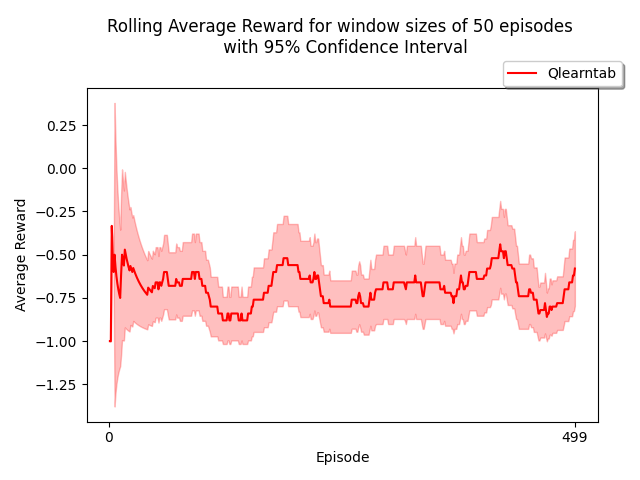 Rolling Average Reward for window sizes of 50 episodes
with 95% Confidence Interval
Qlearntab
0.25
0.00
−0.25
−0.50
−0.75
−1.00
−1.25
Average Reward
0
499
Episode